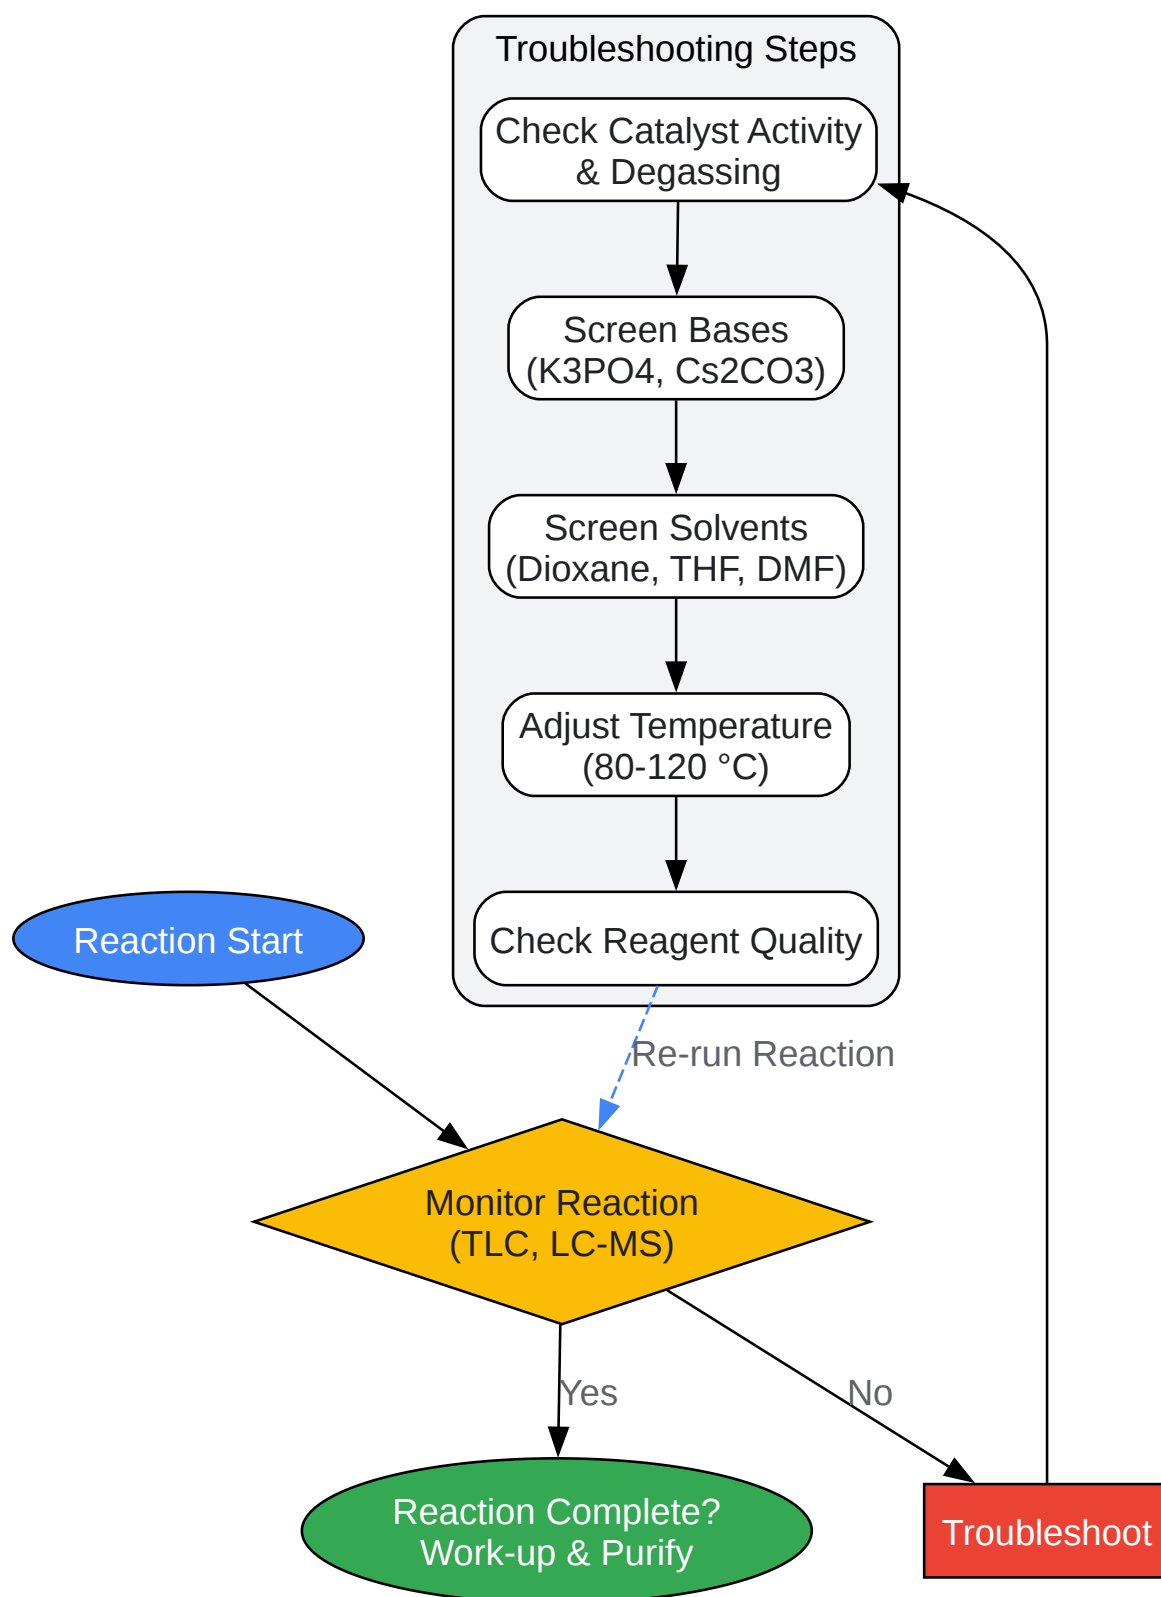 Troubleshooting Steps
Check Catalyst Activity
& Degassing
Screen Bases
(K3PO4, Cs2CO3)
Screen Solvents
(Dioxane, THF, DMF)
Adjust Temperature
(80-120 °C)
Check Reagent Quality
Reaction Start
Re-run Reaction
Monitor Reaction
(TLC, LC-MS)
Yes
No
Reaction Complete?
Work-up & Purify
Troubleshoot